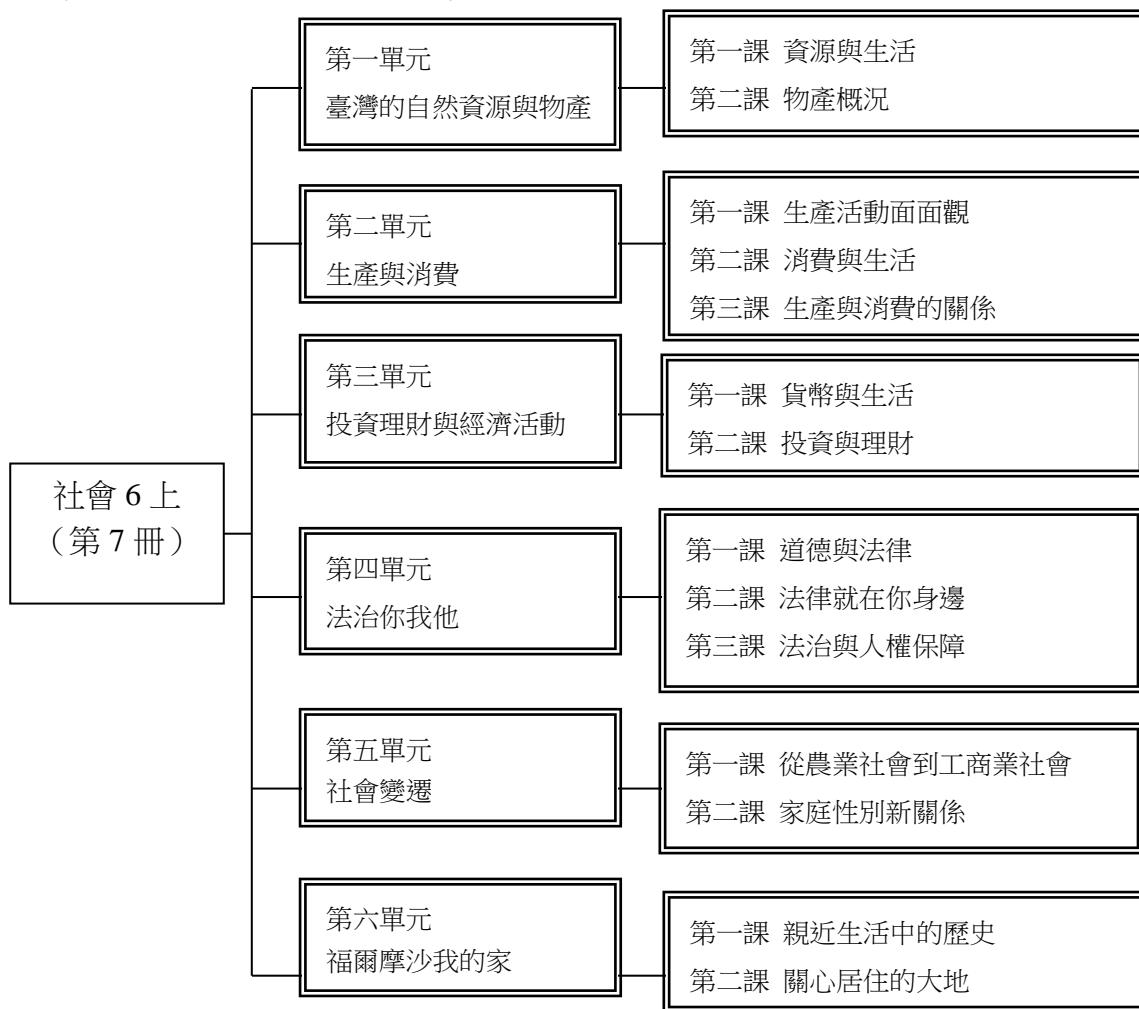 社會 6 上
（第 7 冊）
第一單元
臺灣的自然資源與物產
第一課 資源與生活
第二課 物產概況
第二單元
生產與消費
第一課 生產活動面面觀
第二課 消費與生活
第三課 生產與消費的關係
第三單元
投資理財與經濟活動
第一課 貨幣與生活
第二課 投資與理財
第四單元
法治你我他
第一課 道德與法律
第二課 法律就在你身邊
第三課 法治與人權保障
第五單元
社會變遷
第一課 從農業社會到工商業社會
第二課 家庭性別新關係
第六單元
福爾摩沙我的家
第一課 親近生活中的歷史
第二課 關心居住的大地